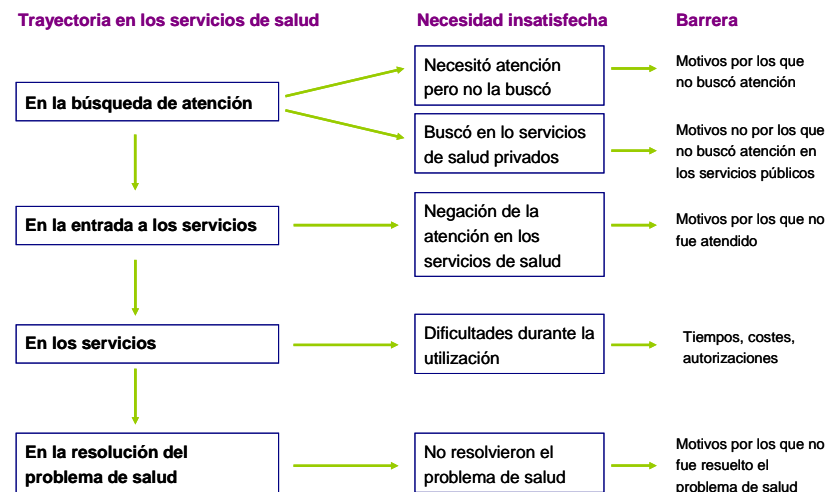 Trayectoria en los servicios de salud
Necesidad insatisfecha
Barrera
En la búsqueda de atención
Necesitó atención
pero no la buscó
Motivos por los que
no buscó atención
Buscó en lo servicios
de salud privados
Motivos no por los que
no buscó atención en
los servicios públicos
En la entrada a los servicios
Negación de la
atención en los
servicios de salud
Motivos por los que no
fue atendido
En los servicios
Dificultades durante la
utilización
Tiempos, costes,
autorizaciones
En la resolución del
problema de salud
No resolvieron el
problema de salud
Motivos por los que no
fue resuelto el
problema de salud